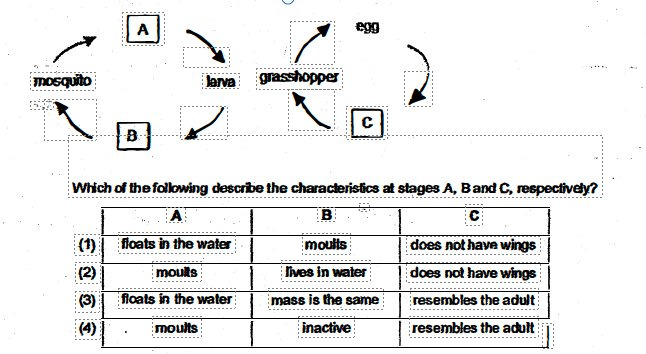 A
egg
mosquito
larva
grasshopper
B
C
Which of the following describe the characteristics at stages A, B and C, respectively?
A B C
(1) floats in the water moults does not have wings
(2) moults lives in water does not have wings
(3) floats in the water mass is the same resembles the adult
(4) moults inactive resembles the adult